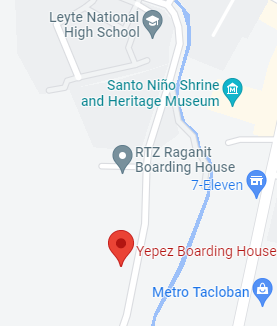 Leyte National
High School
Santo Niño Shrine
and Heritage Museum
RTZ Raganit
Boarding House
7-Eleven
Yepez Boarding House
Metro Tacloban